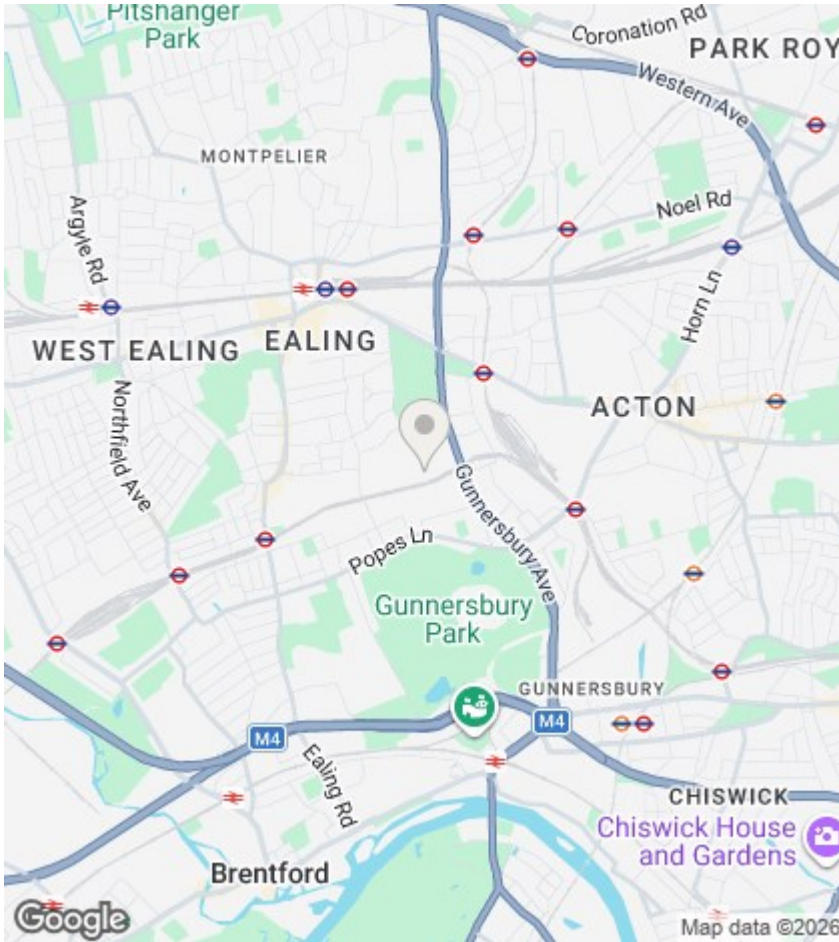 Pitshanger
Park
Coronation Rd
PARK ROY
Western Ave
MONTPELIER
Noel Rd
Argyle Rd
Horn Ln
WEST EALING
EALING
ACTON
Northfield Ave
Gunnersbury Ave
Popes Ln
Gunnersbury
Park
GUNNERSBURY
M4
M4
Ealing Rd
CHISWICK
Chiswick House
and Gardens
Brentford
Google
Map data ©2026